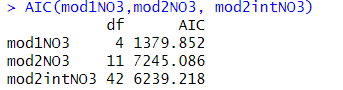 > AIC(mod1NO3,mod2NO3, mod2intNO3)
df AIC
mod1NO3 4 1379.852
mod2NO3 11 7245.086
mod2intNO3 42 6239.218